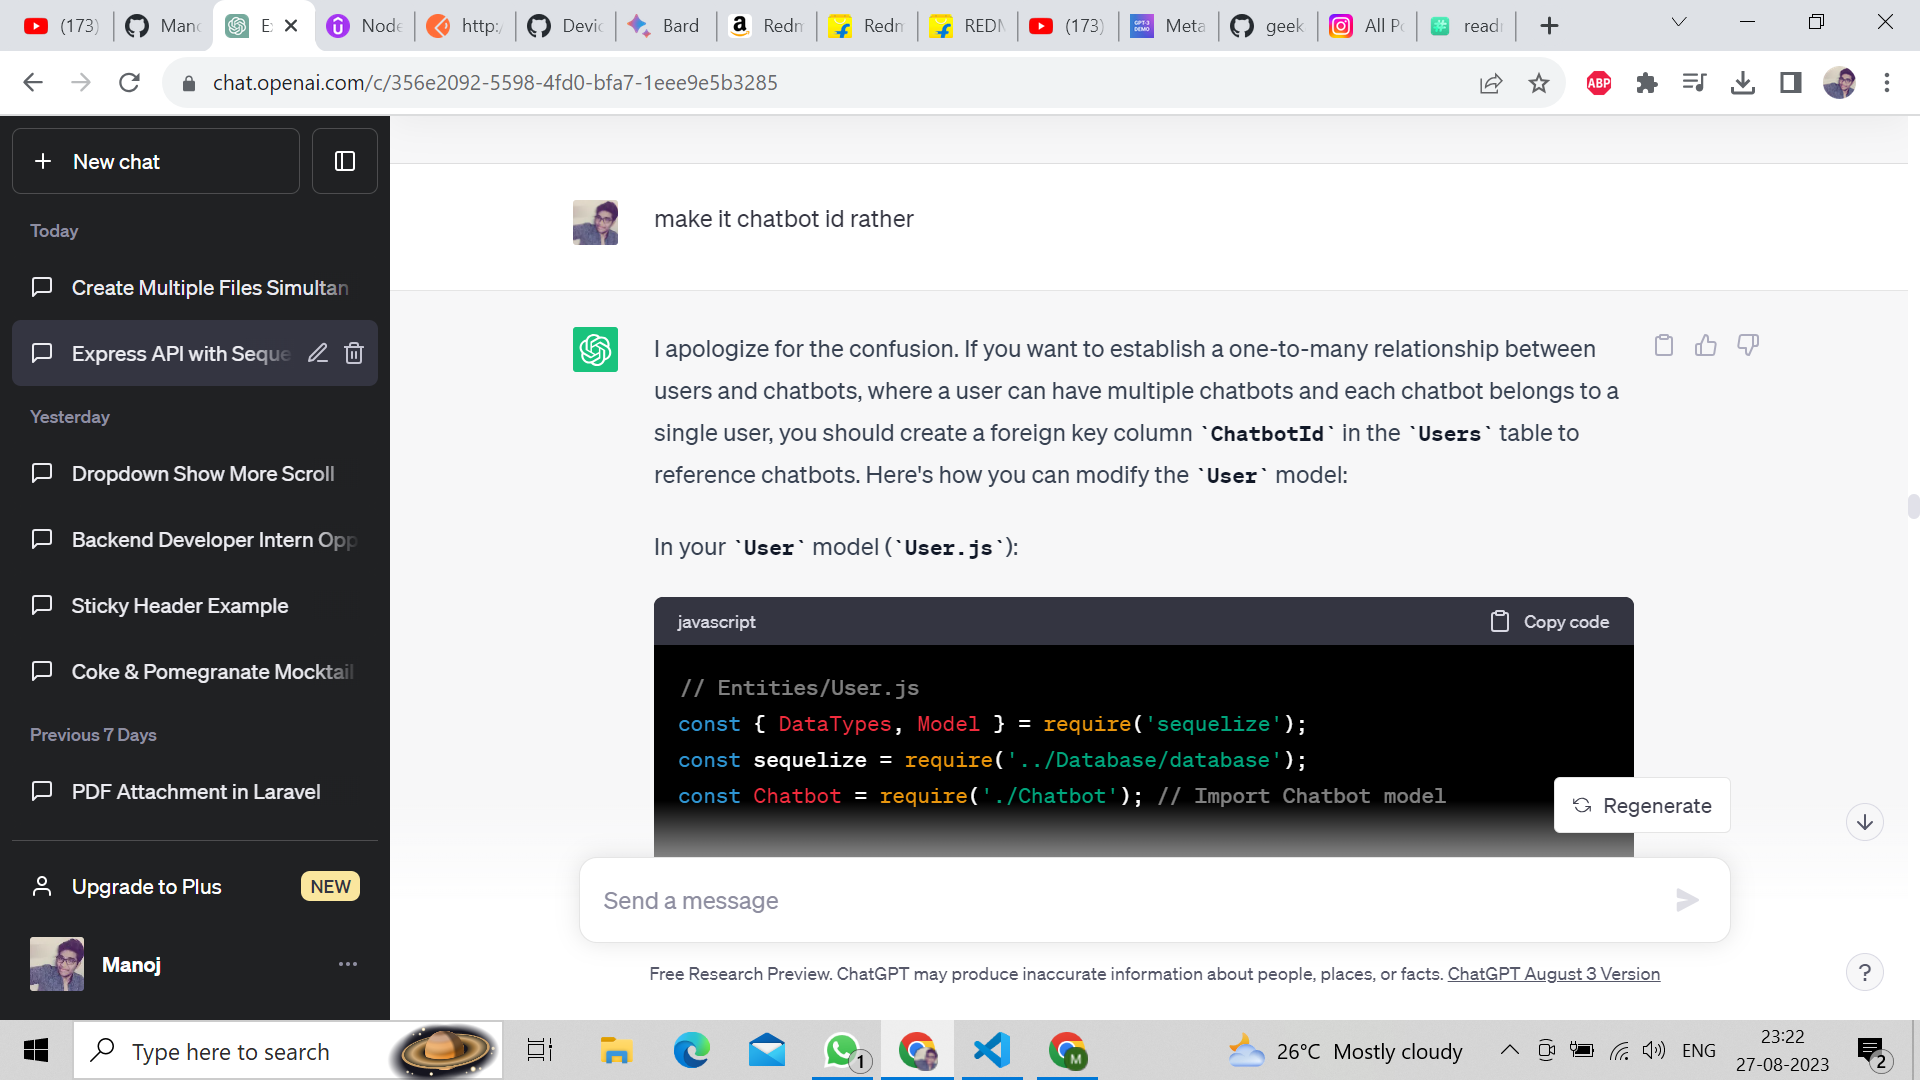 (173)
Mano
E
Node
http:/
Devic
Bard
Redm
Redm
REDM
(173)
Meta
geek
All Po
readm
chat.openai.com/c/356e2092-5598-4fd0-bfa7-1eee9e5b3285
ABP
New chat
Today
Create Multiple Files Simultan
Express API with Seque
Yesterday
Dropdown Show More Scroll
Backend Developer Intern Opp
Sticky Header Example
Coke & Pomegranate Mocktail
Previous 7 Days
PDF Attachment in Laravel
Upgrade to Plus NEW
Manoj
make it chatbot id rather
I apologize for the confusion. If you want to establish a one-to-many relationship between
users and chatbots, where a user can have multiple chatbots and each chatbot belongs to a
single user, you should create a foreign key column `ChatbotId` in the `Users` table to
reference chatbots. Here's how you can modify the `User` model:
In your `User` model (`User.js`):
javascript Copy code
// Entities/User.js
const { DataTypes, Model } = require('sequelize');
const sequelize = require('../Database/database');
const Chatbot = require('./Chatbot'); // Import Chatbot model
Regenerate
Send a message
Free Research Preview. ChatGPT may produce inaccurate information about people, places, or facts. ChatGPT August 3 Version
?
Type here to search
1
M
26°C Mostly cloudy
ENG
23:22
27-08-2023
2